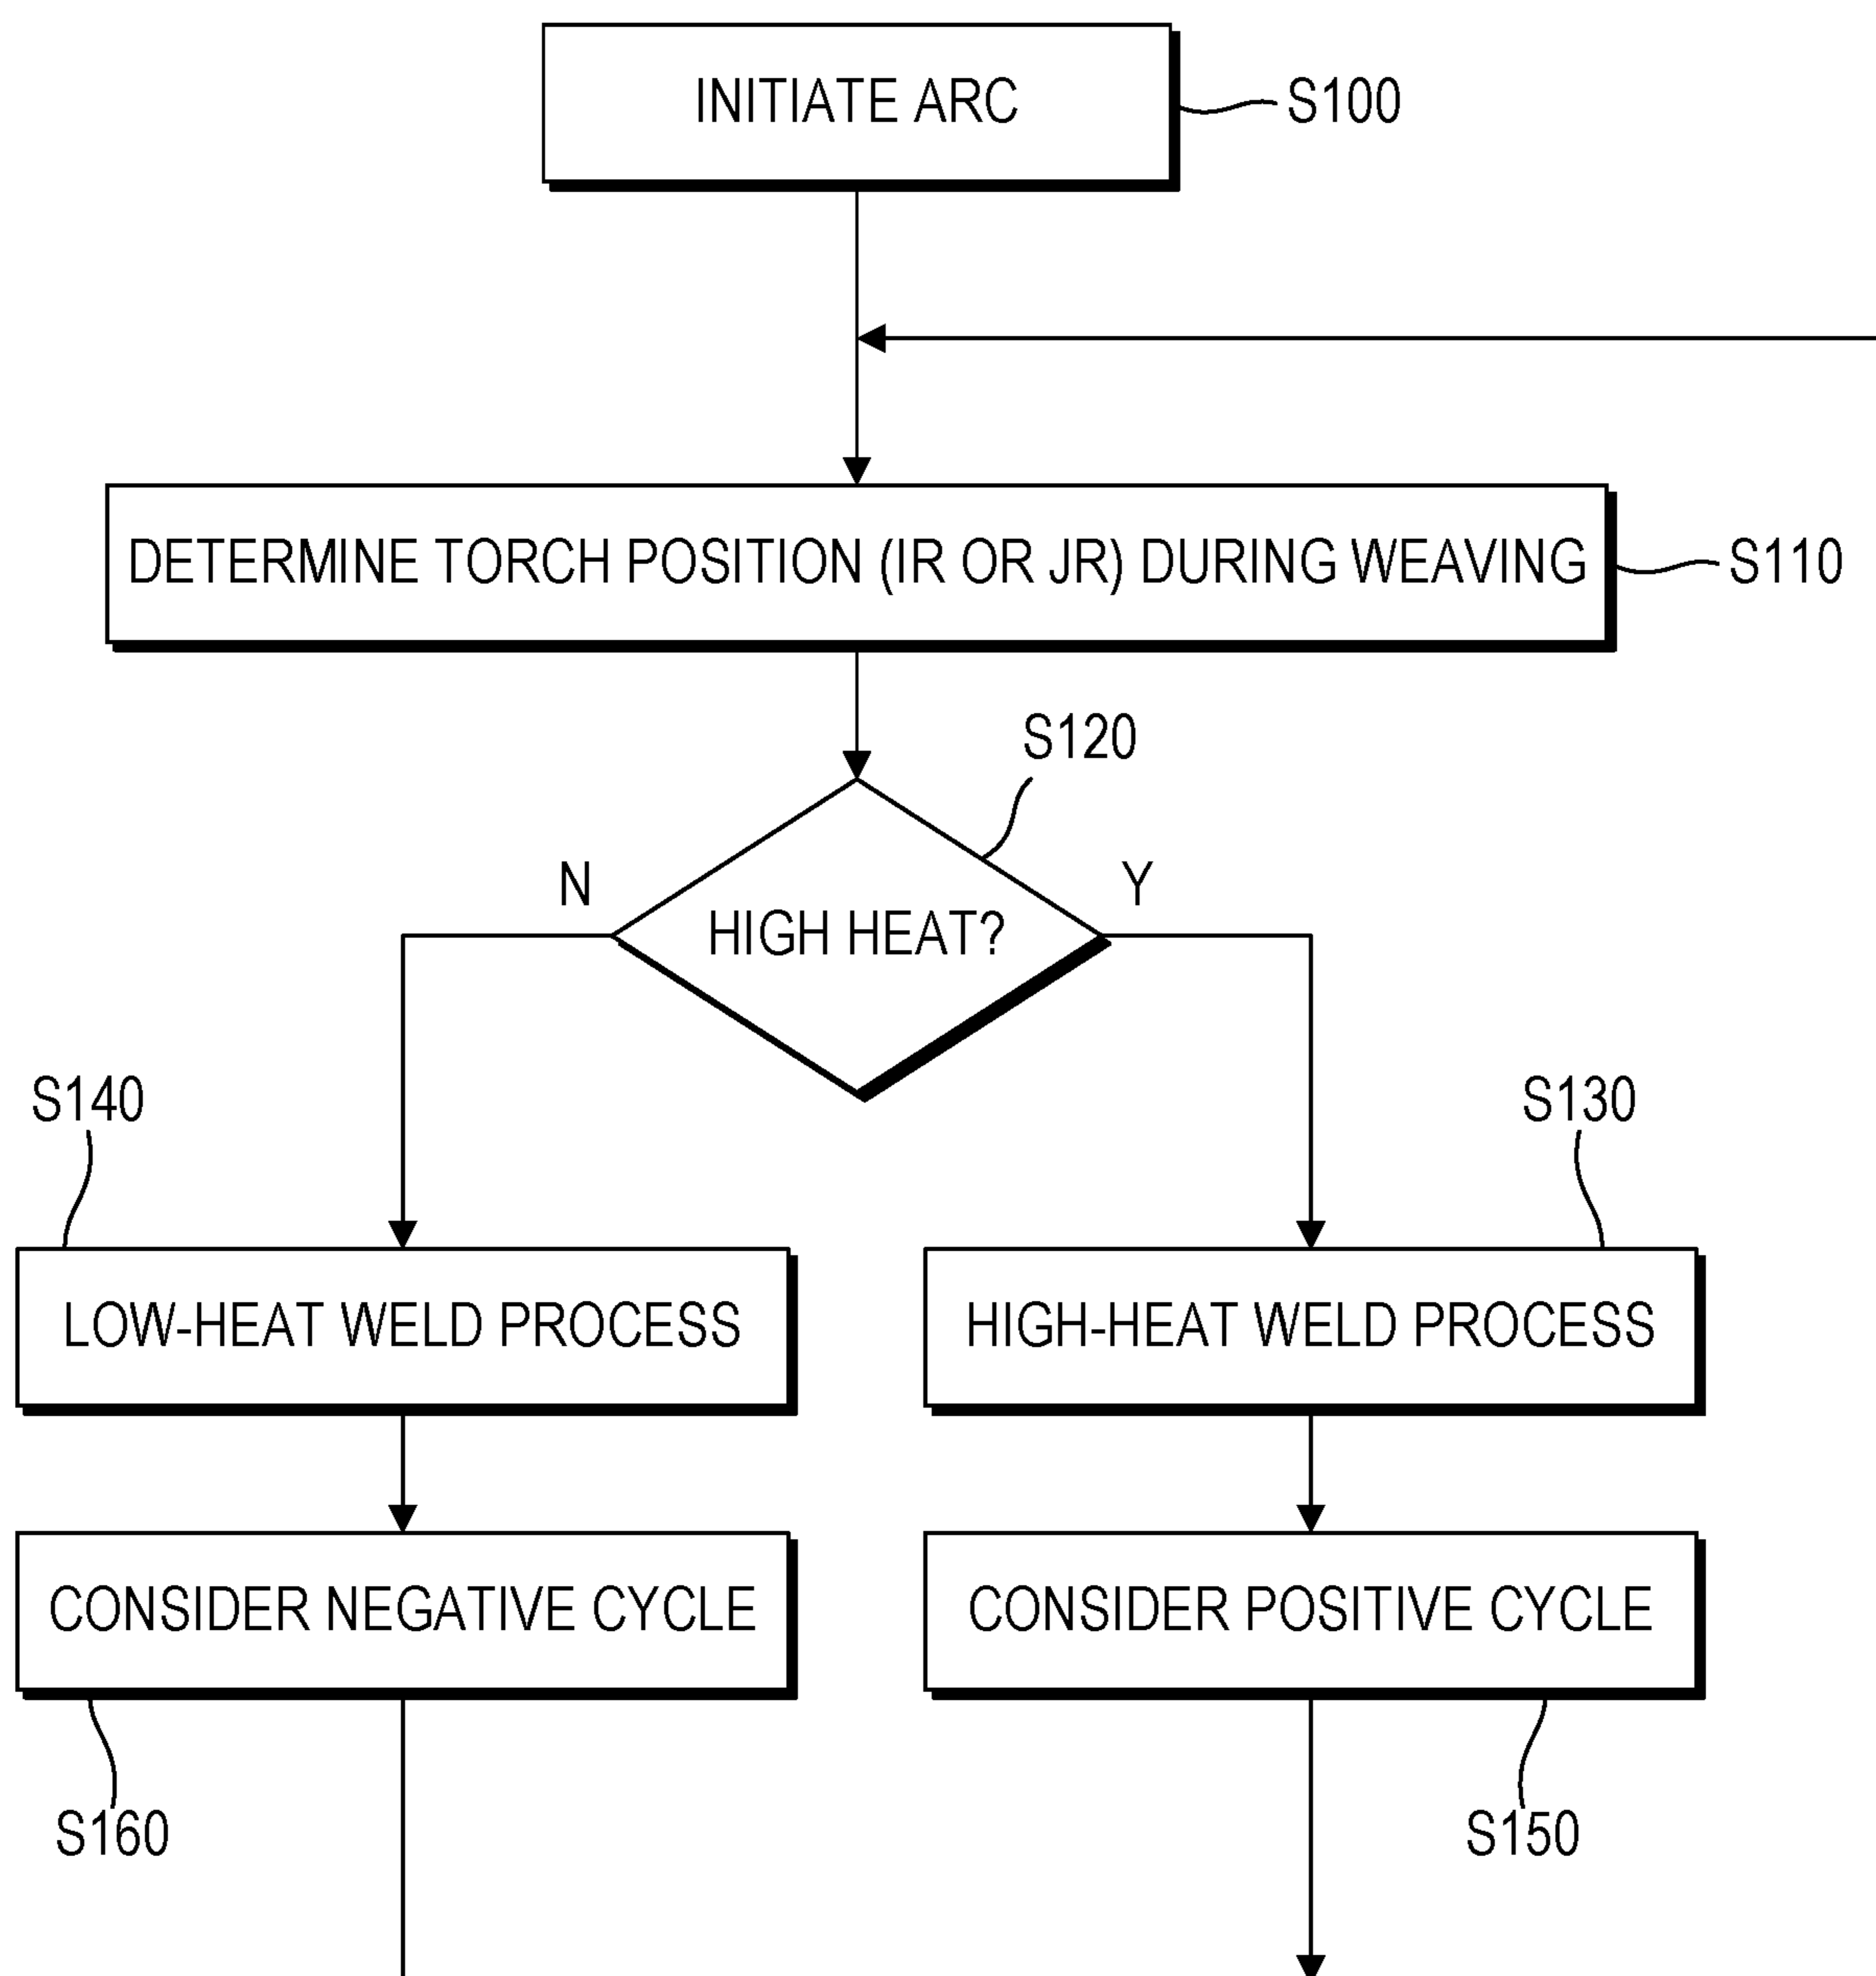 INITIATE ARC
S100
DETERMINE TORCH POSITION (IR OR JR) DURING WEAVING
S110
S120
N
Y
HIGH HEAT?
S140
S130
LOW-HEAT WELD PROCESS
HIGH-HEAT WELD PROCESS
CONSIDER NEGATIVE CYCLE
CONSIDER POSITIVE CYCLE
S160
S150